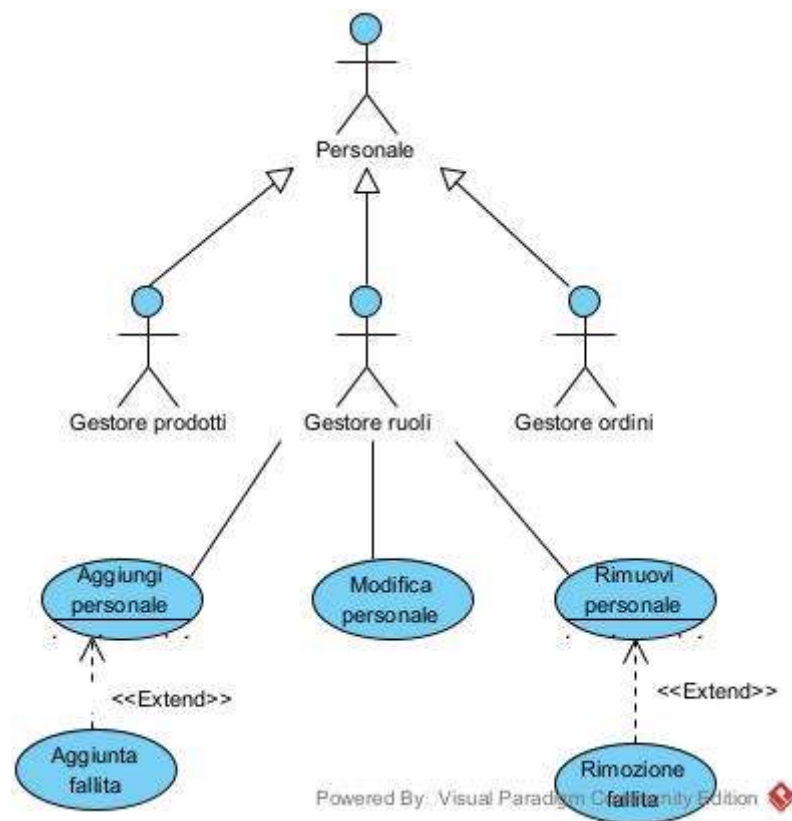 Personale
Gestore prodotti
Gestore ruoli
Gestore ordini
Aggiungi
personale
Modifica
personale
Rimuovi
personale
<<Extend>>
<<Extend>>
Aggiunta
fallita
Rimozione
fallita
Powered By: Visual Paradigm Community Edition